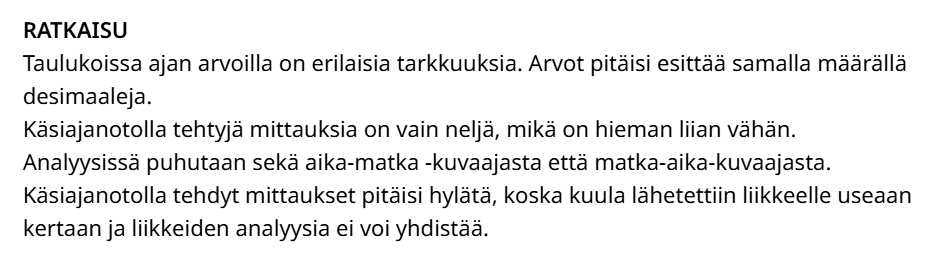 RATKAISU
Taulukoissa ajan arvoilla on erilaisia tarkkuuksia. Arvot pitäisi esittää samalla määrällä
desimaaleja.
Käsiajanotolla tehtyjä mittauksia on vain neljä, mikä on hieman liian vähän.
Analyysissä puhutaan sekä aika-matka -kuvaajasta että matka-aika-kuvaajasta.
Käsiajanotolla tehdyt mittaukset pitäisi hylätä, koska kuula lähetettiin liikkeelle useaan
kertaan ja liikkeiden analyysia ei voi yhdistää.